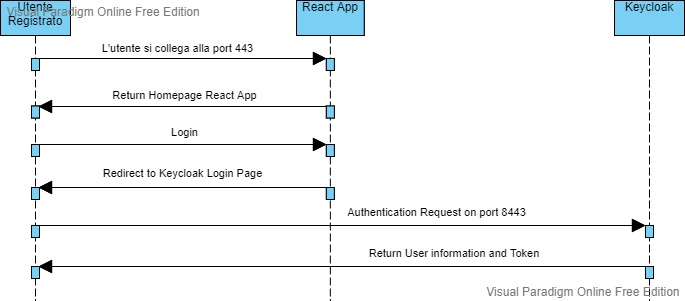 Visual Paradigm Online Free Edition
Utente
Registrato
React App
Keycloak
L'utente si collega alla port 443
Return Homepage React App
Login
Redirect to Keycloak Login Page
Authentication Request on port 8443
Return User information and Token
Visual Paradigm Online Free Edition